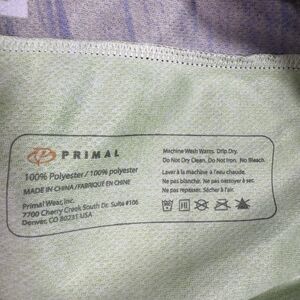 PRIMAL
100% Polyester / 100% polyester
MADE IN CHINA/FABRIQUÉ EN CHINE
Primal Wear, Inc.
7700 Cherry Creek South Dr. Suite #106
Denver, CO 80231 USA
Machine Wash Warm. Drip Dry.
Do Not Dry Clean. Do Not Iron. No Bleach.
Laver à la machine à l'eau chaude.
Ne pas blanchir. Ne pas nettoyer à sec.
Ne pas repasser. Sécher à l'air.